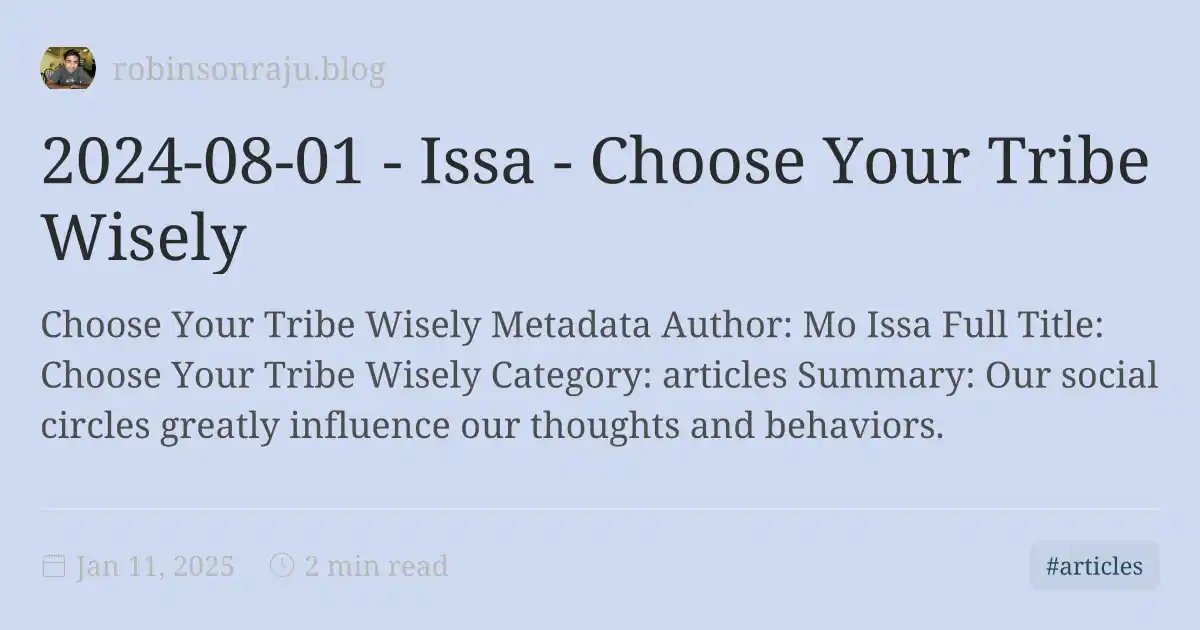 robinsonraju.blog
2024-08-01 - Issa - Choose Your Tribe
Wisely
Choose Your Tribe Wisely Metadata Author: Mo Issa Full Title:
Choose Your Tribe Wisely Category: articles Summary: Our social
circles greatly influence our thoughts and behaviors.
Jan 11, 2025 2 min read #articles